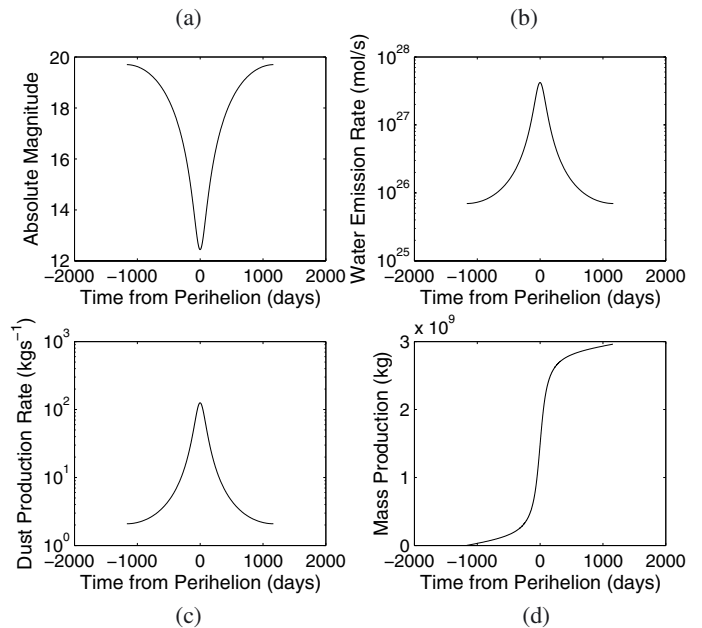 (a)
(b)
Absolute Magnitude
20
18
16
14
12
−2000 −1000 0 1000 2000
Time from Perihelion (days)
Water Emission Rate (mol/s)
10^28
10^27
10^26
10^25
−2000 −1000 0 1000 2000
Time from Perihelion (days)
Dust Production Rate (kgs^−1)
10^3
10^2
10^1
10^0
−2000 −1000 0 1000 2000
Time from Perihelion (days)
x 10^9
Mass Production (kg)
3
2
1
0
−2000 −1000 0 1000 2000
Time from Perihelion (days)
(c)
(d)